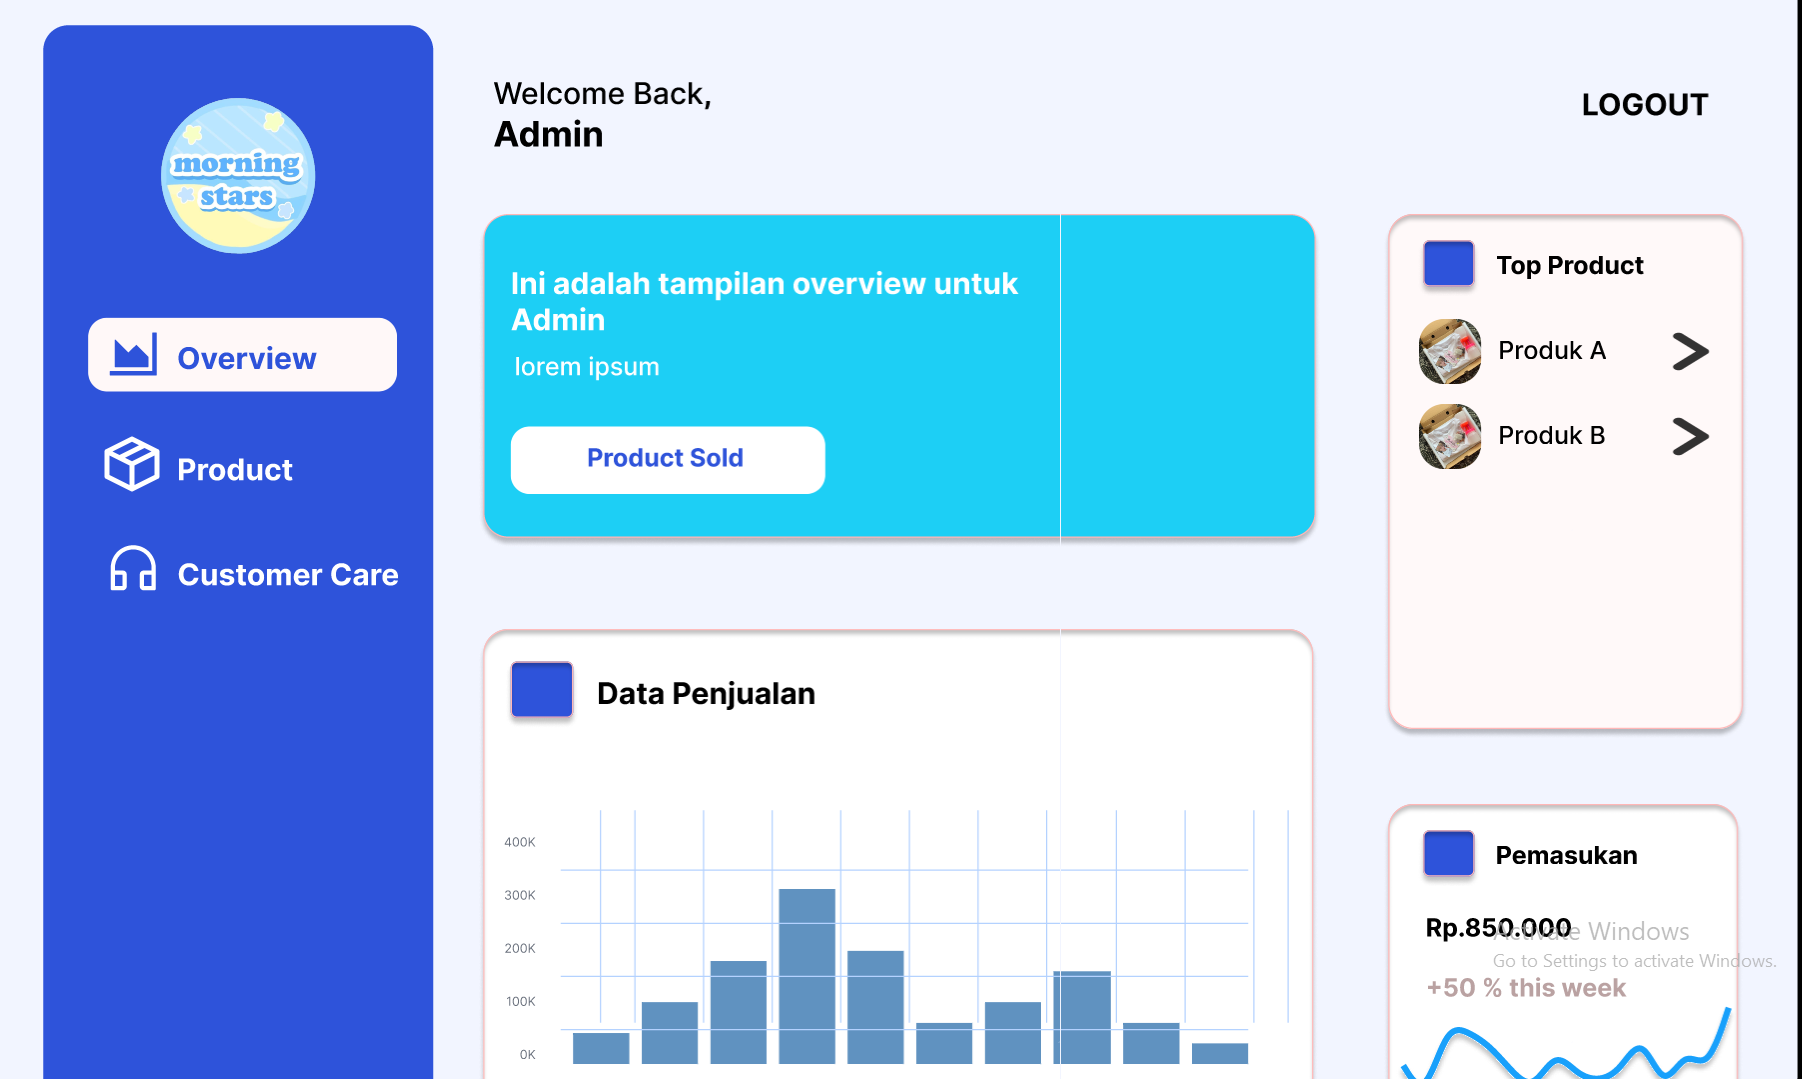 morning
stars
Overview
Product
Customer Care
Welcome Back,
Admin
LOGOUT
Ini adalah tampilan overview untuk
Admin
lorem ipsum
Product Sold
Top Product
Produk A
Produk B
Data Penjualan
400K
300K
200K
100K
0K
Pemasukan
Rp.850.000
+50 % this week
Activate Windows
Go to Settings to activate Windows.